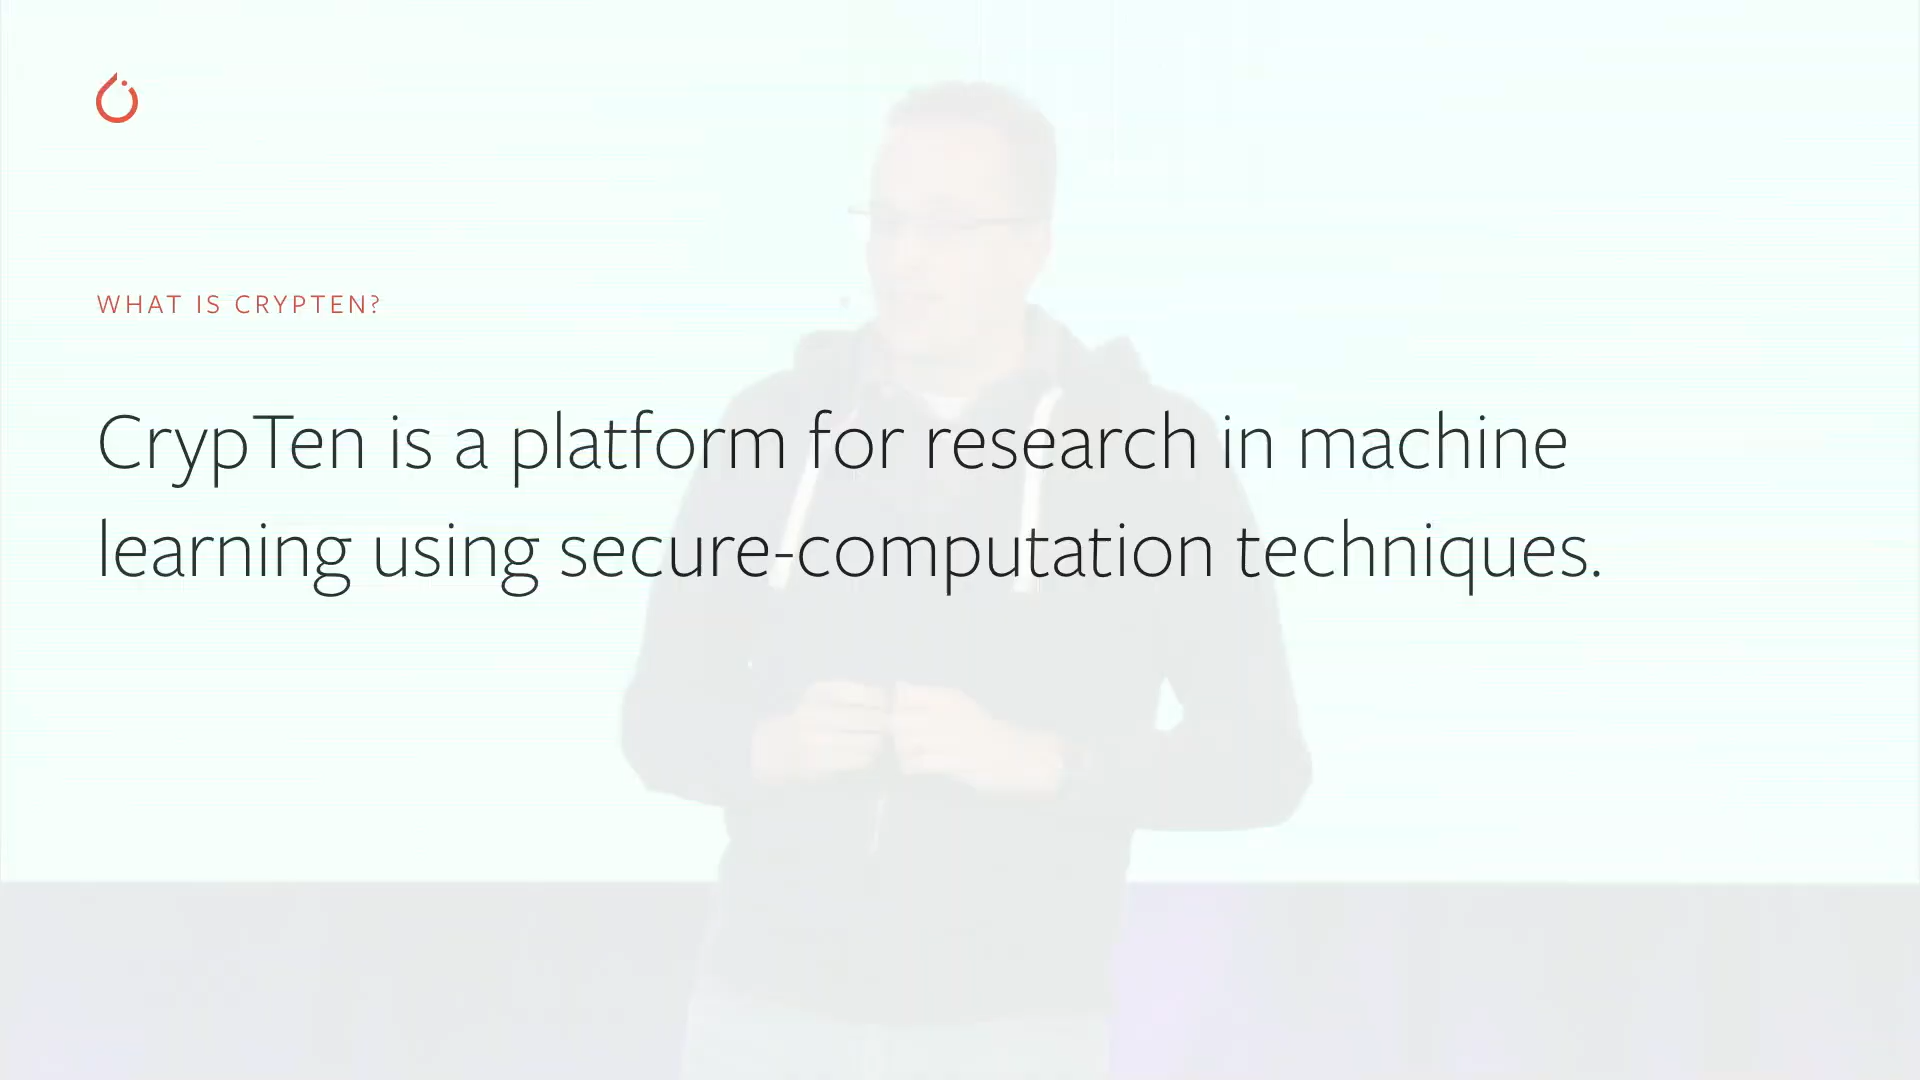 WHAT IS CRYPTEN?
CrypTen is a platform for research in machine
learning using secure-computation techniques.